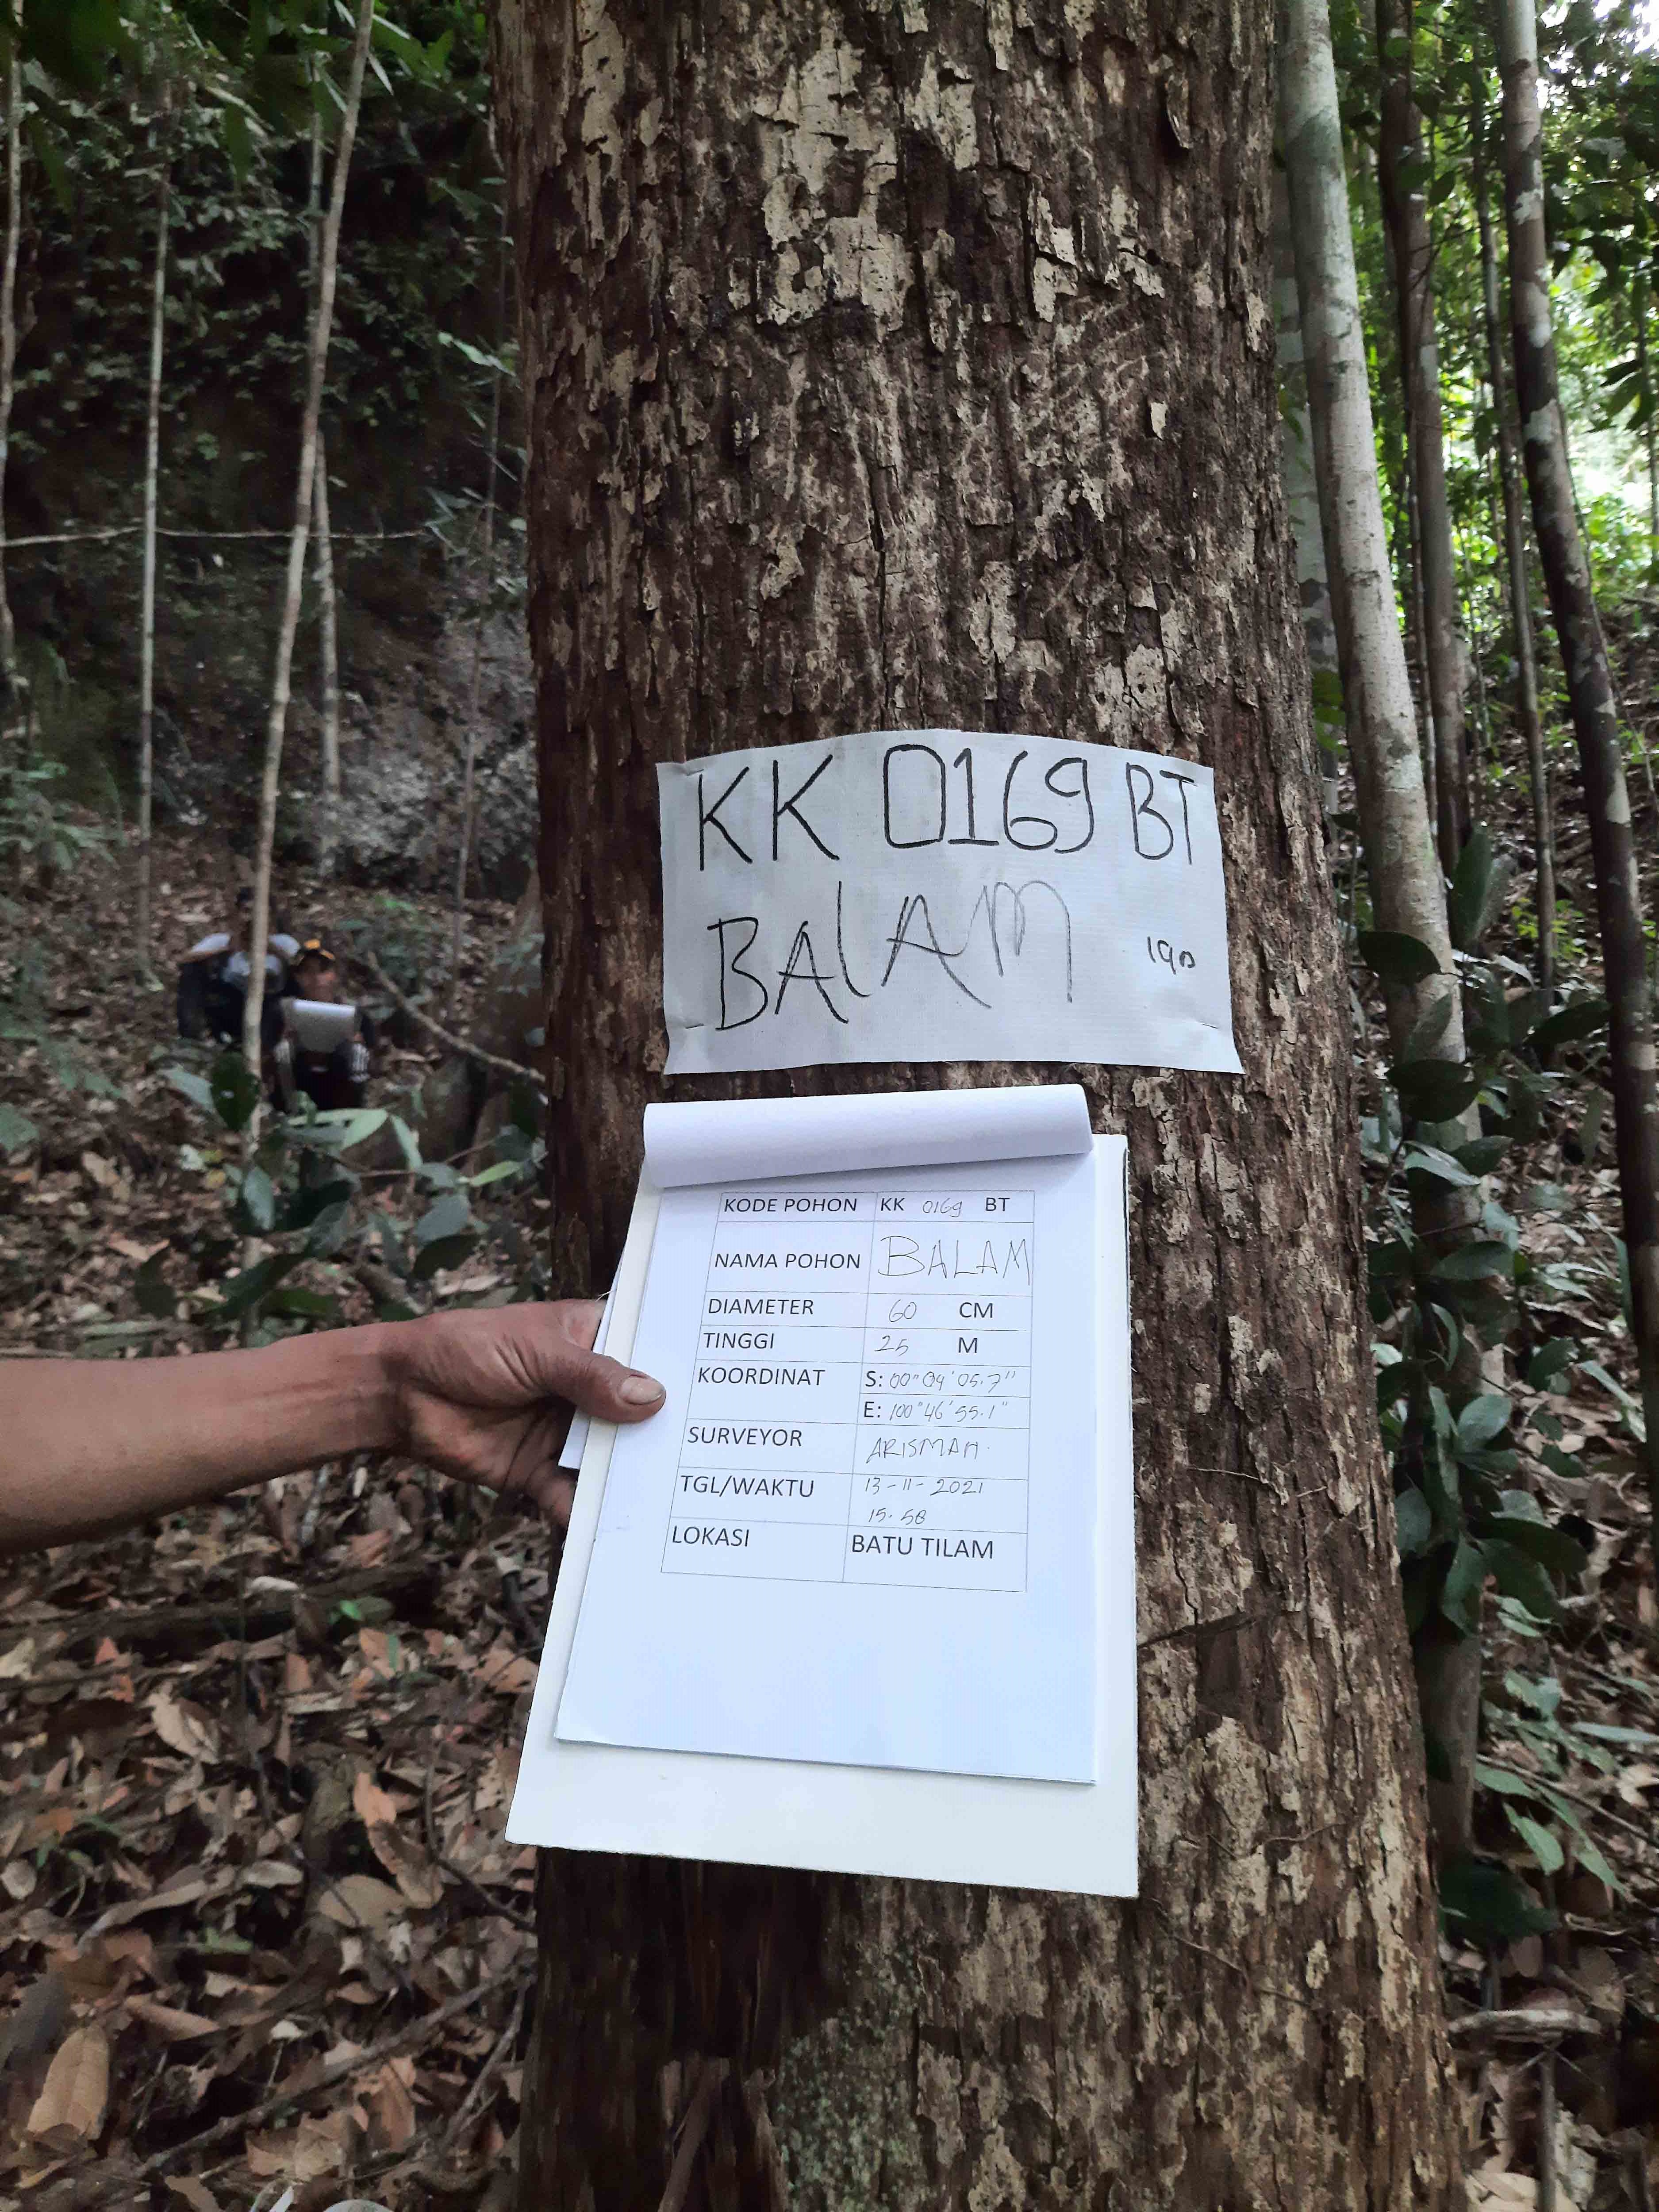 KK 0169 BT
BALAM 190
KODE POHON KK 0169 BT
NAMA POHON BALAM
DIAMETER 60 CM
TINGGI 25 M
KOORDINAT S: 00° 04' 05.7"
E: 100° 46' 55.1"
SURVEYOR ARISMAN
TGL/WAKTU 13-11-2021
15.58
LOKASI BATU TILAM